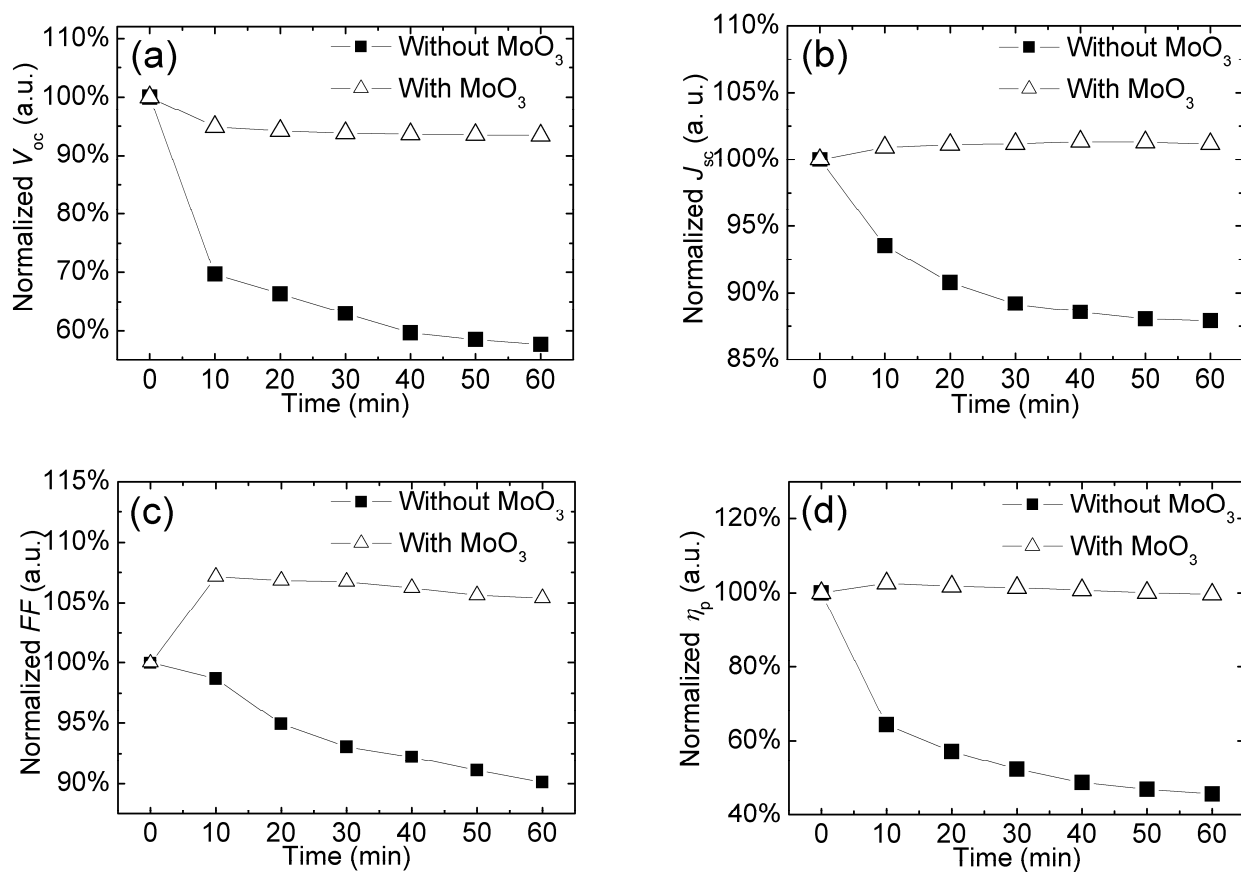 (a)
Without MoO3
With MoO3
110%
100%
90%
80%
70%
60%
Normalized Voc (a.u.)
0 10 20 30 40 50 60
Time (min)
(b)
Without MoO3
With MoO3
110%
105%
100%
95%
90%
85%
Normalized Jsc (a. u.)
0 10 20 30 40 50 60
Time (min)
(c)
Without MoO3
With MoO3
115%
110%
105%
100%
95%
90%
Normalized FF (a.u.)
0 10 20 30 40 50 60
Time (min)
(d)
Without MoO3
With MoO3
120%
100%
80%
60%
40%
Normalized ηp (a.u.)
0 10 20 30 40 50 60
Time (min)